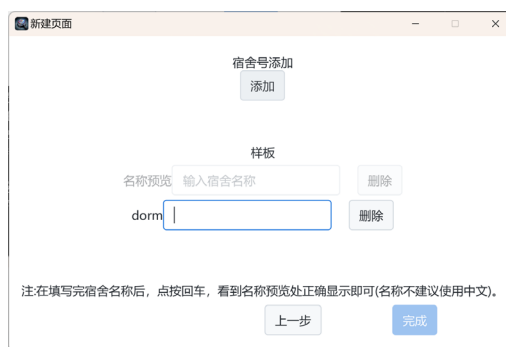 新建页面
宿舍号添加
添加
样板
名称预览 输入宿舍名称 删除
dorm 删除
注:在填写完宿舍名称后，点按回车，看到名称预览处正确显示即可(名称不建议使用中文)。
上一步 完成